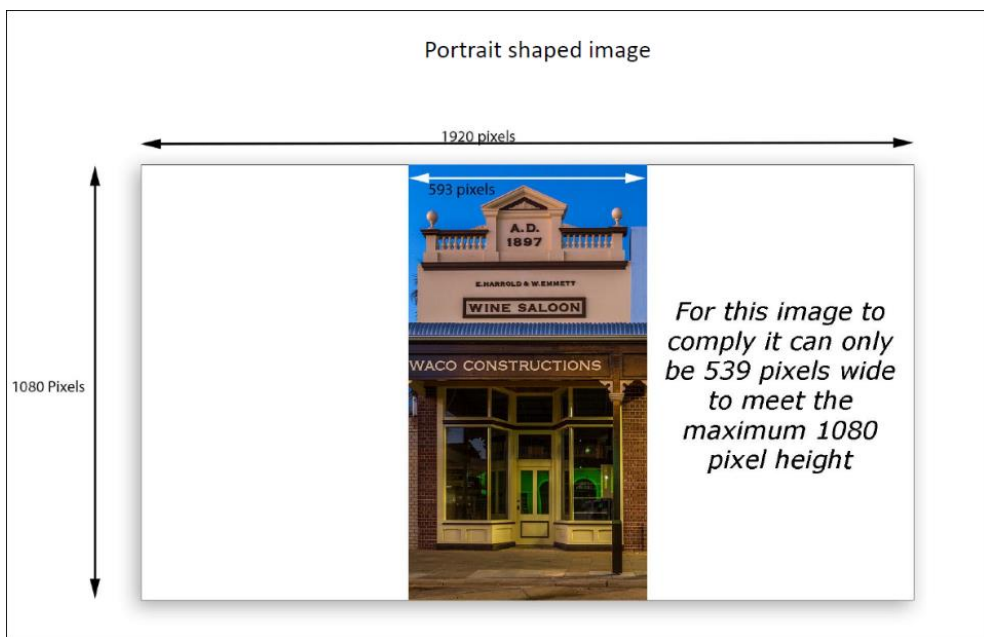 Portrait shaped image
1920 pixels
593 pixels
A.D.
1897
E.HARROLD & W.EMMETT
WINE SALOON
WACO CONSTRUCTIONS
1080 Pixels
For this image to
comply it can only
be 539 pixels wide
to meet the
maximum 1080
pixel height